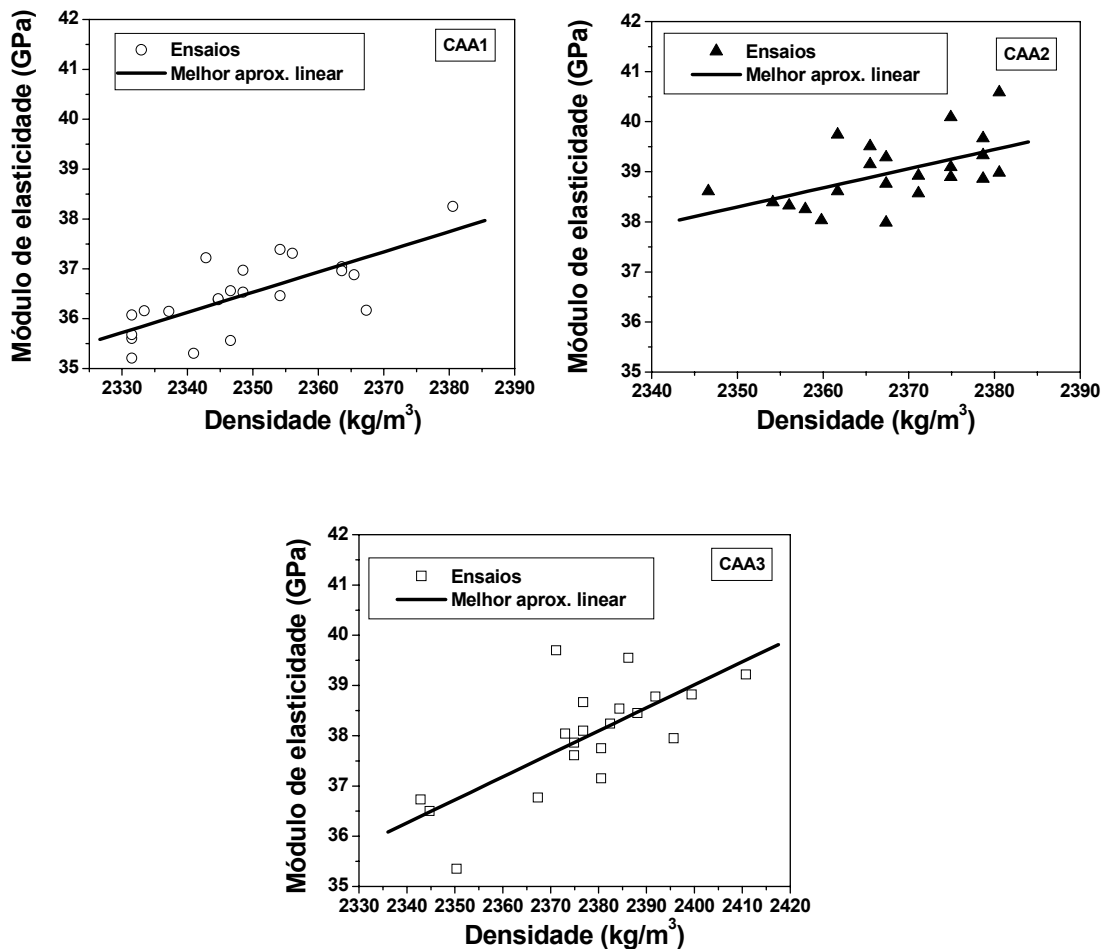 42
41
40
39
38
37
36
35
Módulo de elasticidade (GPa)
Ensaios
Melhor aprox. linear
CAA1
2330 2340 2350 2360 2370 2380 2390
Densidade (kg/m³)
42
41
40
39
38
37
36
35
Módulo de elasticidade (GPa)
Ensaios
Melhor aprox. linear
CAA2
2340 2350 2360 2370 2380 2390
Densidade (kg/m³)
42
41
40
39
38
37
36
35
Módulo de elasticidade (GPa)
Ensaios
Melhor aprox. linear
CAA3
2330 2340 2350 2360 2370 2380 2390 2400 2410 2420
Densidade (kg/m³)